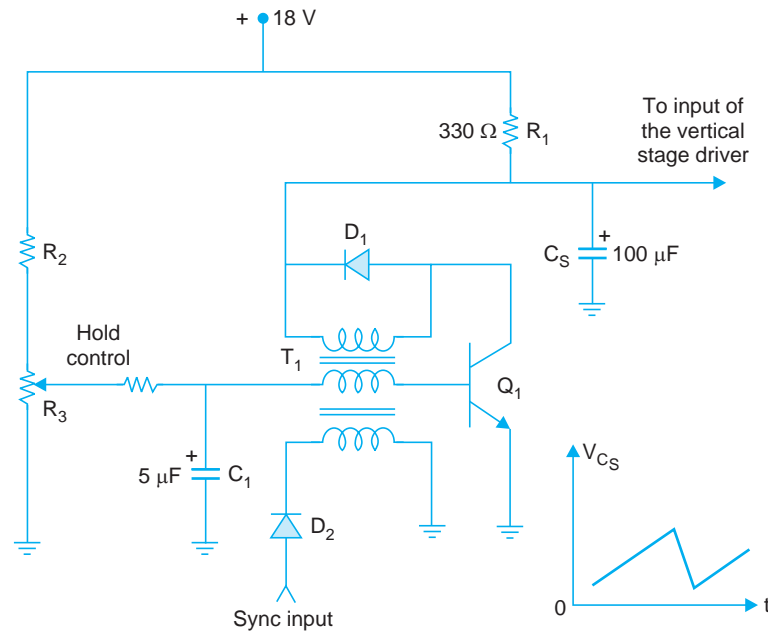 + 18 V
330 Ω R1
To input of
the vertical
stage driver
D1
R2
CS
+
100 μF
Hold
control
T1
R3
Q1
+
5 μF C1
D2
VCS
Sync input
0
t